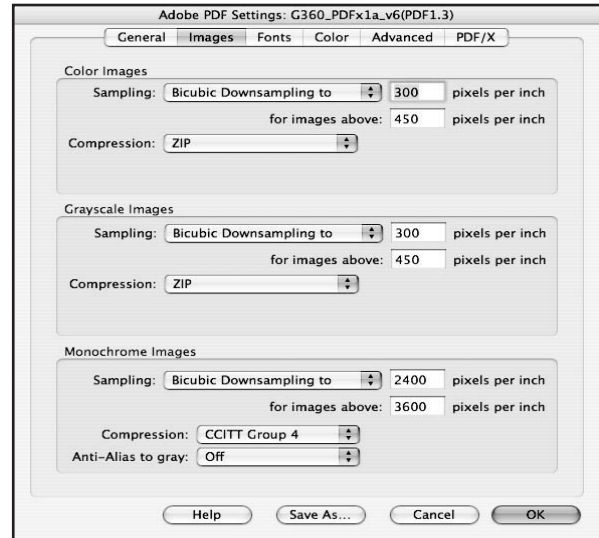 Adobe PDF Settings: G360_PDFx1a_v6(PDF1.3)
General Images Fonts Color Advanced PDF/X
Color Images
Sampling: Bicubic Downsampling to 300 pixels per inch
for images above: 450 pixels per inch
Compression: ZIP
Grayscale Images
Sampling: Bicubic Downsampling to 300 pixels per inch
for images above: 450 pixels per inch
Compression: ZIP
Monochrome Images
Sampling: Bicubic Downsampling to 2400 pixels per inch
for images above: 3600 pixels per inch
Compression: CCITT Group 4
Anti-Alias to gray: Off
Help Save As... Cancel OK